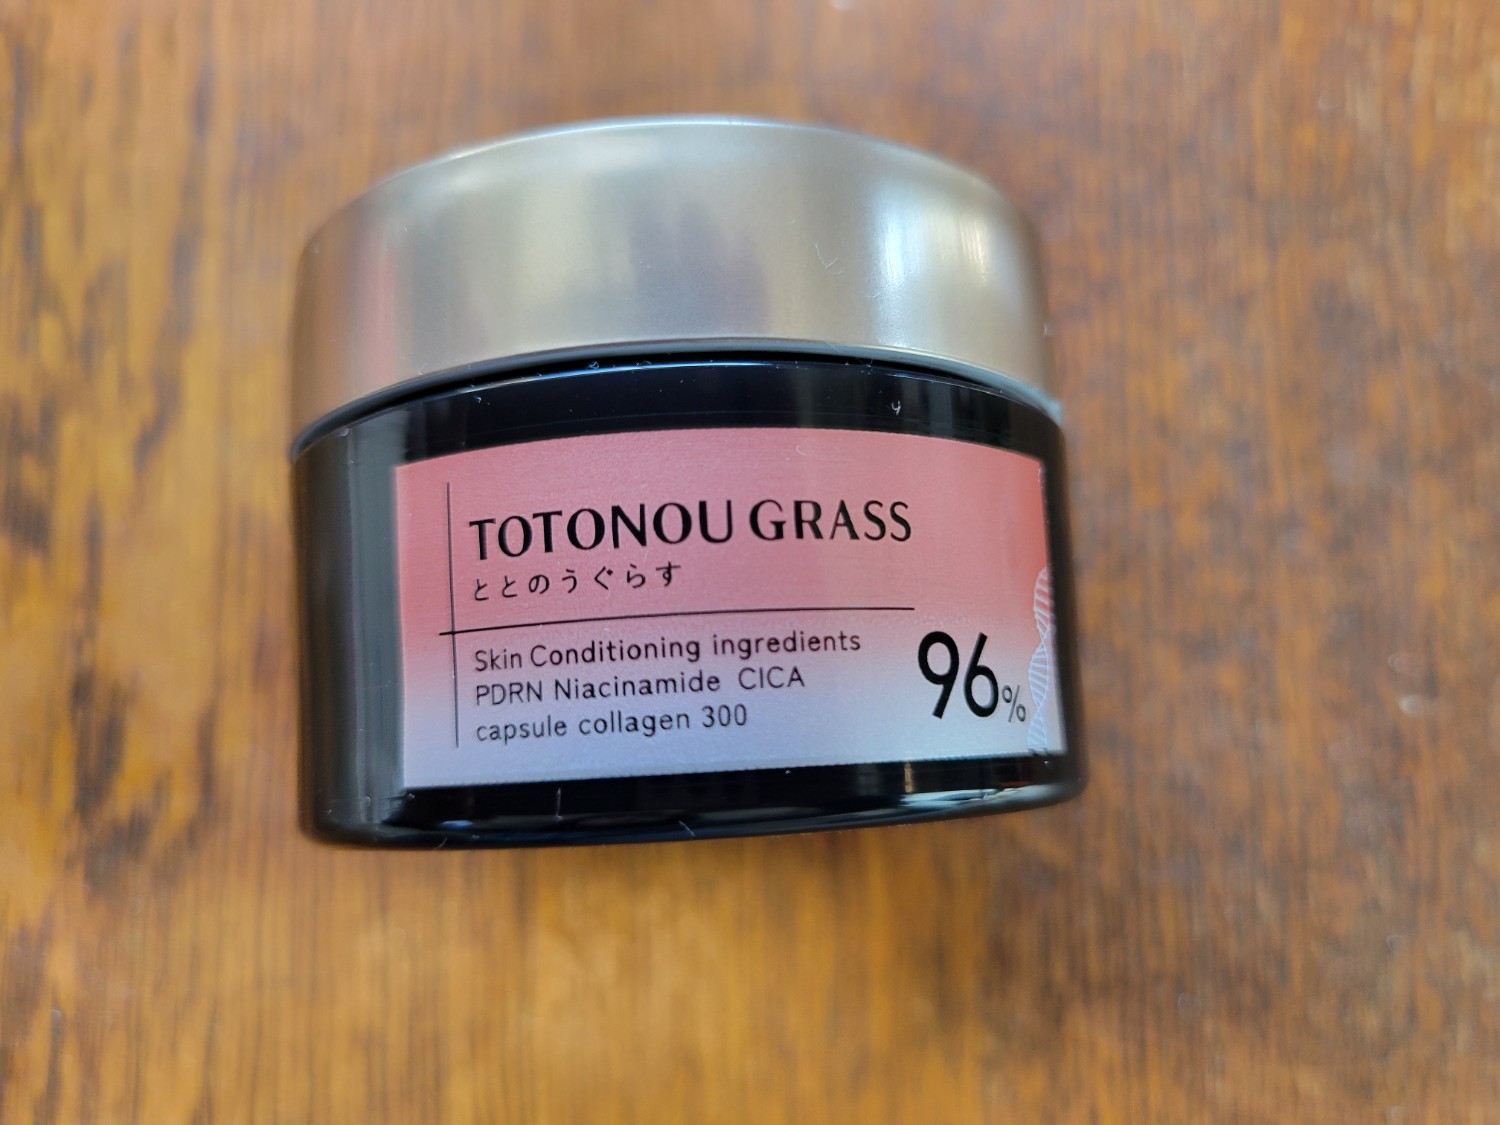 TOTONOU GRASS
ととのうぐらす
Skin Conditioning ingredients
PDRN Niacinamide CICA
capsule collagen 300
96%